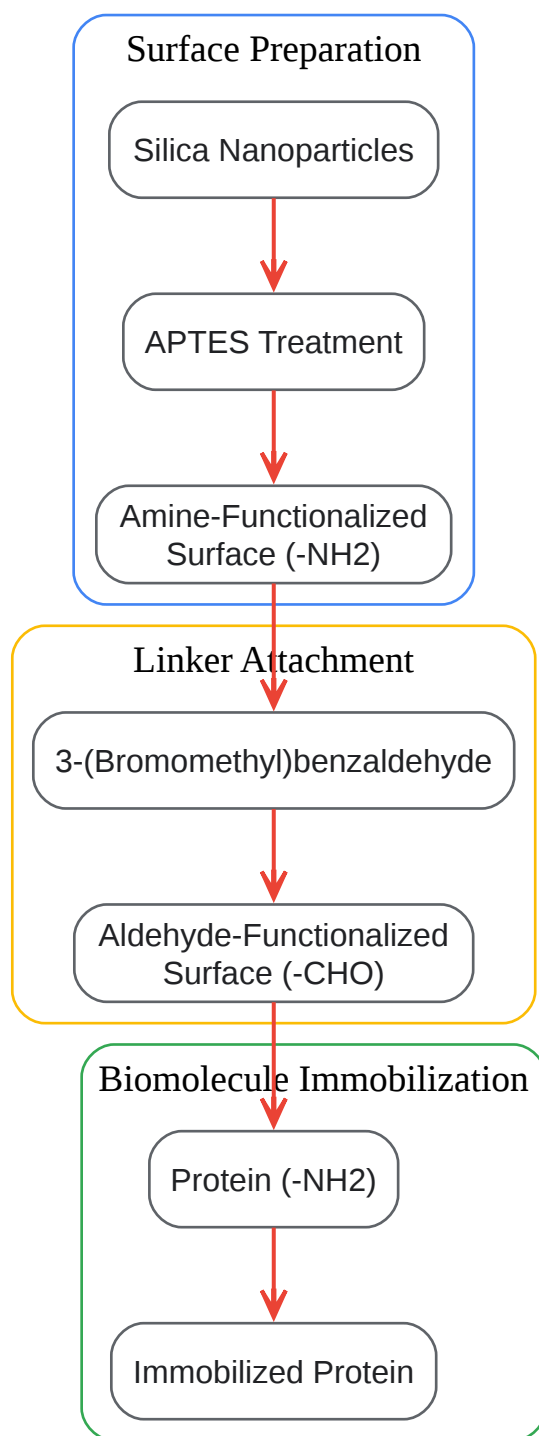 Surface Preparation
Silica Nanoparticles
APTES Treatment
Amine-Functionalized
Surface (-NH2)
Linker Attachment
3-(Bromomethyl)benzaldehyde
Aldehyde-Functionalized
Surface (-CHO)
Biomolecule Immobilization
Protein (-NH2)
Immobilized Protein